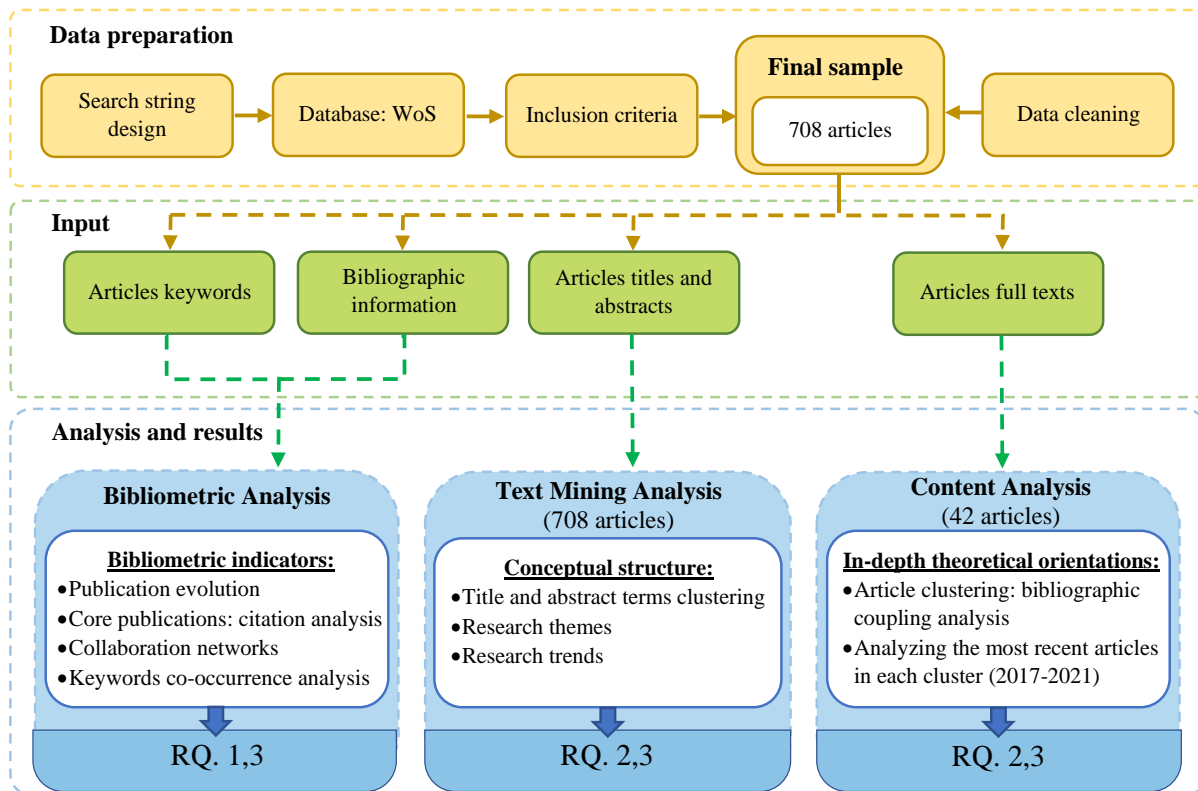 Data preparation
Search string
design
Database: WoS
Inclusion criteria
Final sample
708 articles
Data cleaning
Input
Articles keywords
Bibliographic
information
Articles titles and
abstracts
Articles full texts
Analysis and results
Bibliometric Analysis
Bibliometric indicators:
•Publication evolution
•Core publications: citation analysis
•Collaboration networks
•Keywords co-occurrence analysis
RQ. 1,3
Text Mining Analysis
(708 articles)
Conceptual structure:
•Title and abstract terms clustering
•Research themes
•Research trends
RQ. 2,3
Content Analysis
(42 articles)
In-depth theoretical orientations:
•Article clustering: bibliographic
coupling analysis
•Analyzing the most recent articles
in each cluster (2017-2021)
RQ. 2,3